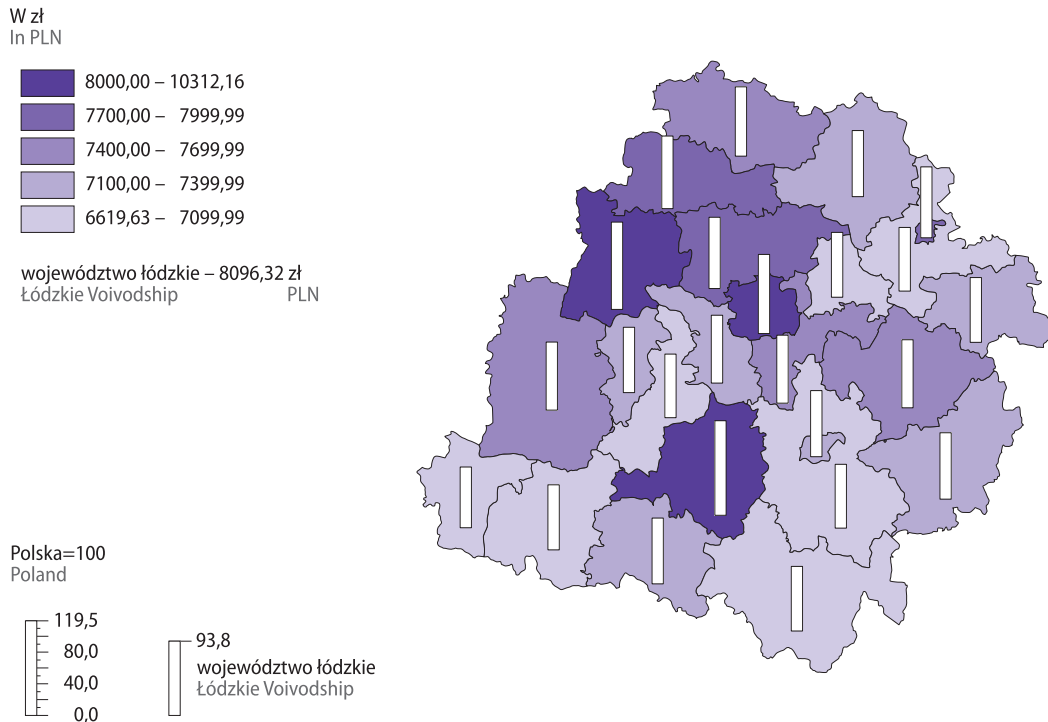 W zł
In PLN
8000,00 – 10312,16
7700,00 – 7999,99
7400,00 – 7699,99
7100,00 – 7399,99
6619,63 – 7099,99
województwo łódzkie – 8096,32 zł
Łódzkie Voivodship PLN
Polska=100
Poland
119,5
80,0
40,0
0,0
93,8
województwo łódzkie
Łódzkie Voivodship